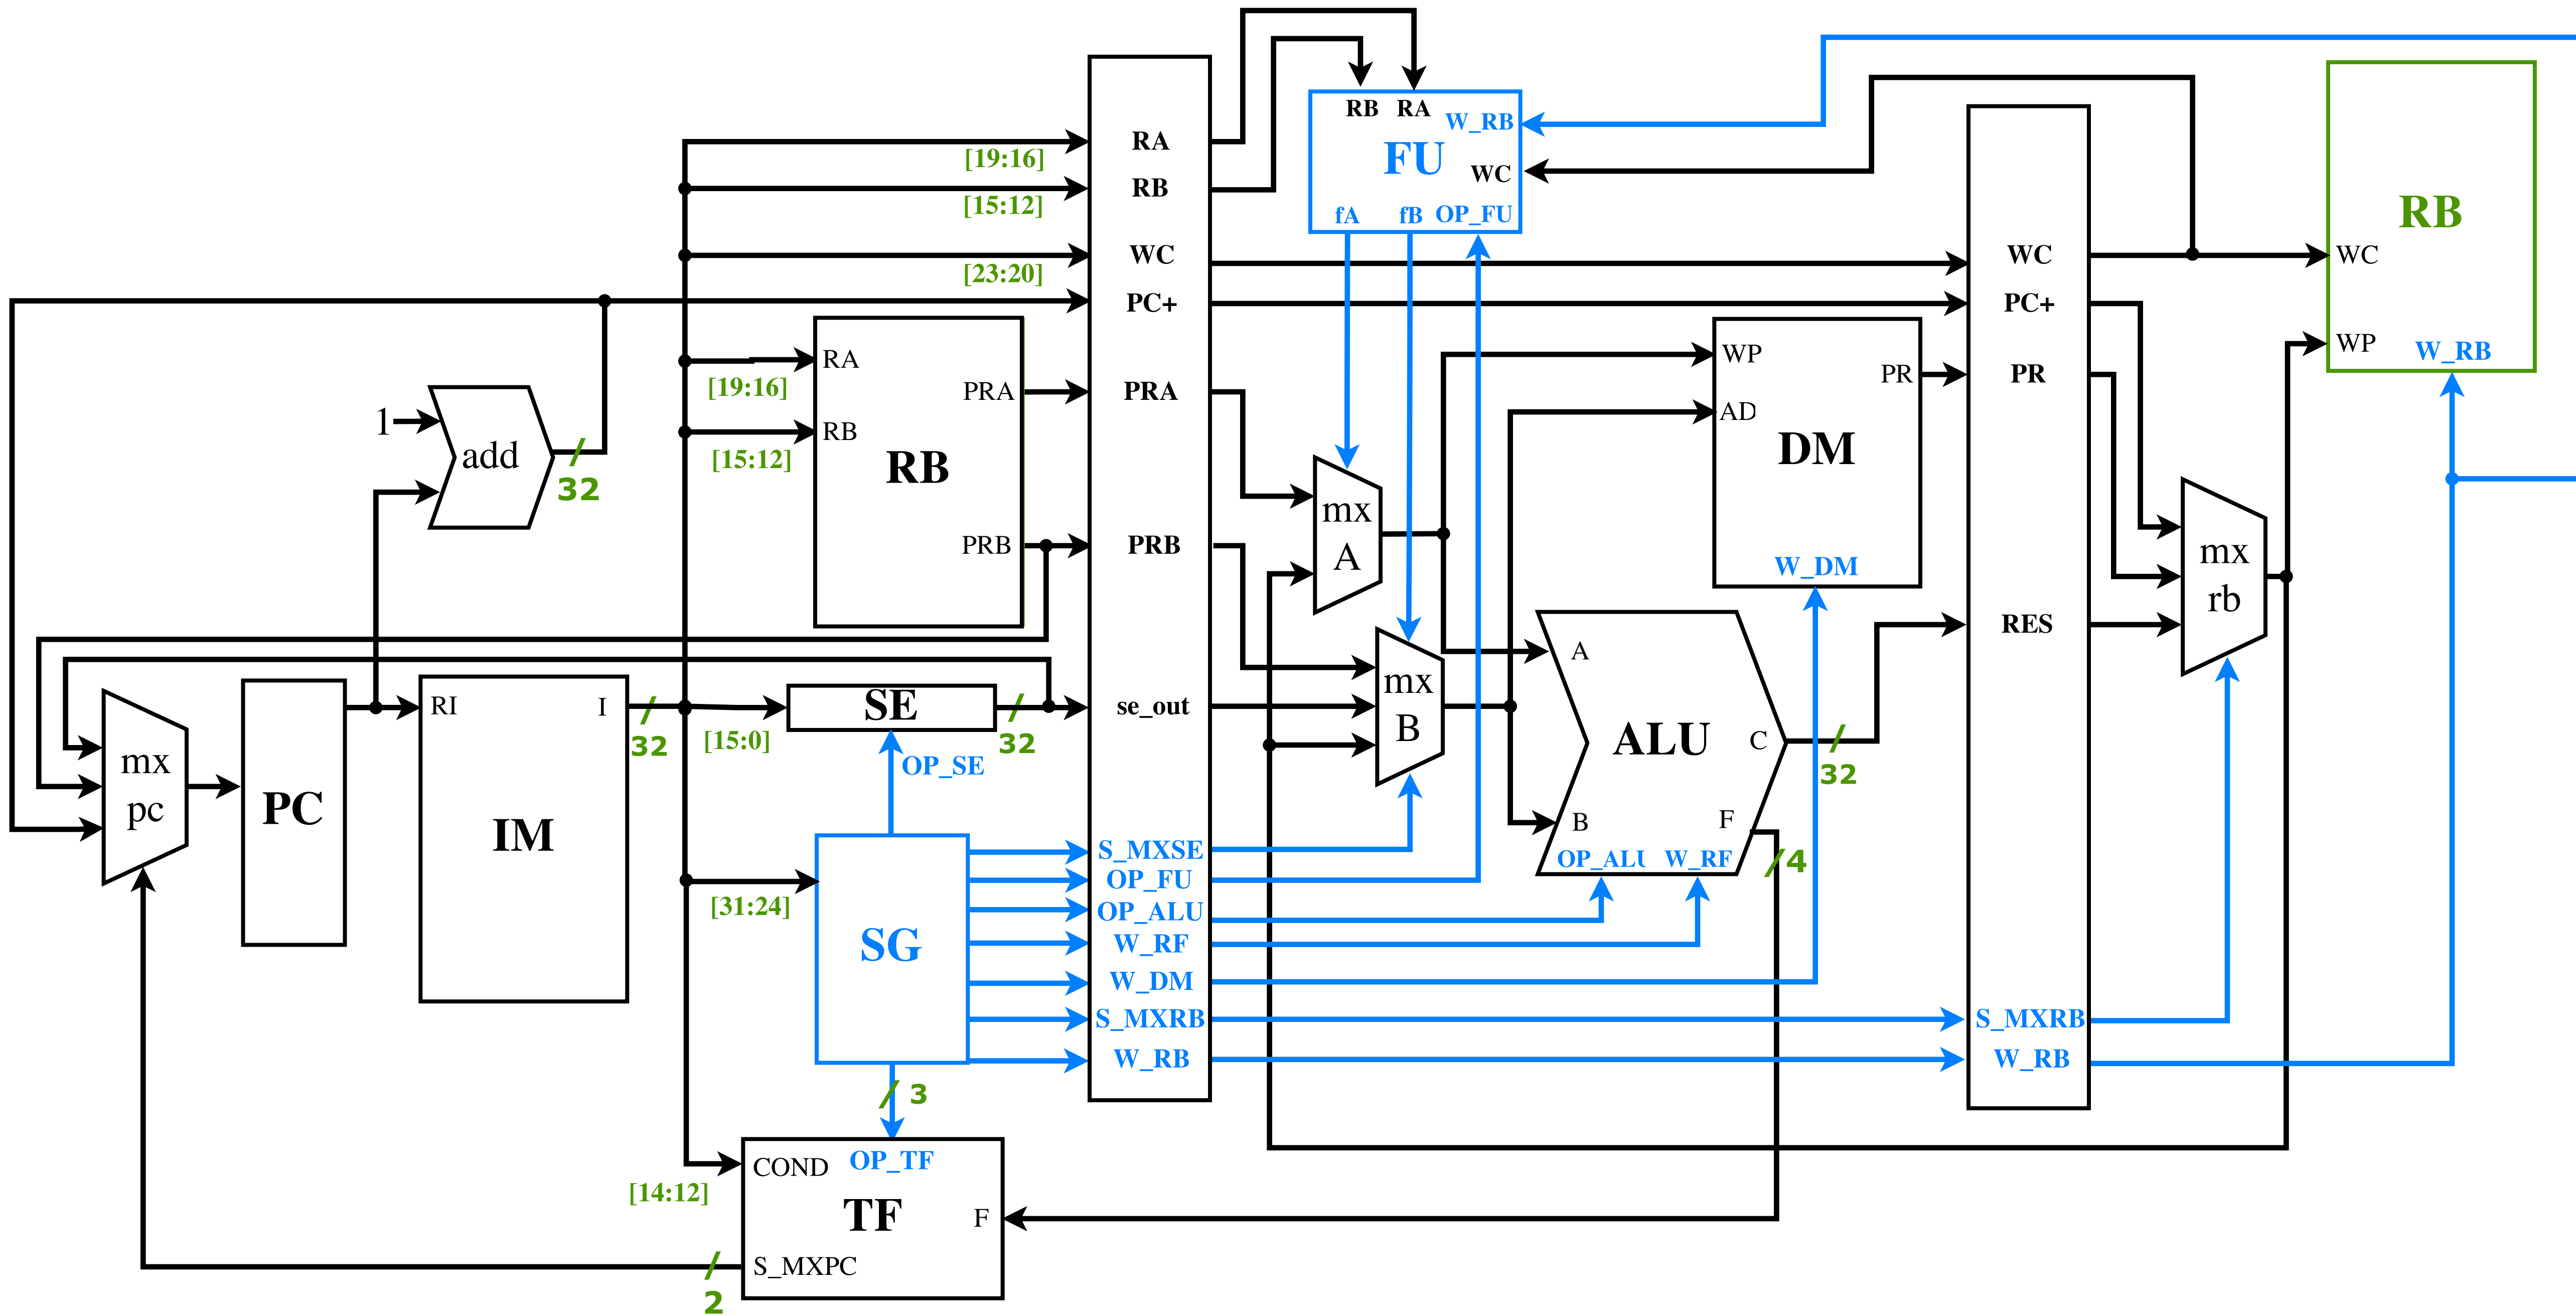 RB RA
W_RB
FU
WC
fA fB OP_FU
RA
[19:16]
RB
[15:12]
WC
[23:20]
PC+
WC
PC+
PR
RES
S_MXRB
W_RB
RB
WC
WP
W_RB
1
add
32
RA
[19:16]
RB
[15:12]
RB
PRA
PRB
PRA
PRB
se_out
mx
A
mx
B
WP
AD
PR
DM
W_DM
mx
rb
mx
pc
PC
RI
I
IM
32
[15:0]
SE
32
OP_SE
A
B
ALU
C
F
OP_ALU W_RF
32
4
[31:24]
SG
S_MXSE
OP_FU
OP_ALU
W_RF
W_DM
S_MXRB
W_RB
3
COND
OP_TF
[14:12]
TF
F
S_MXPC
2